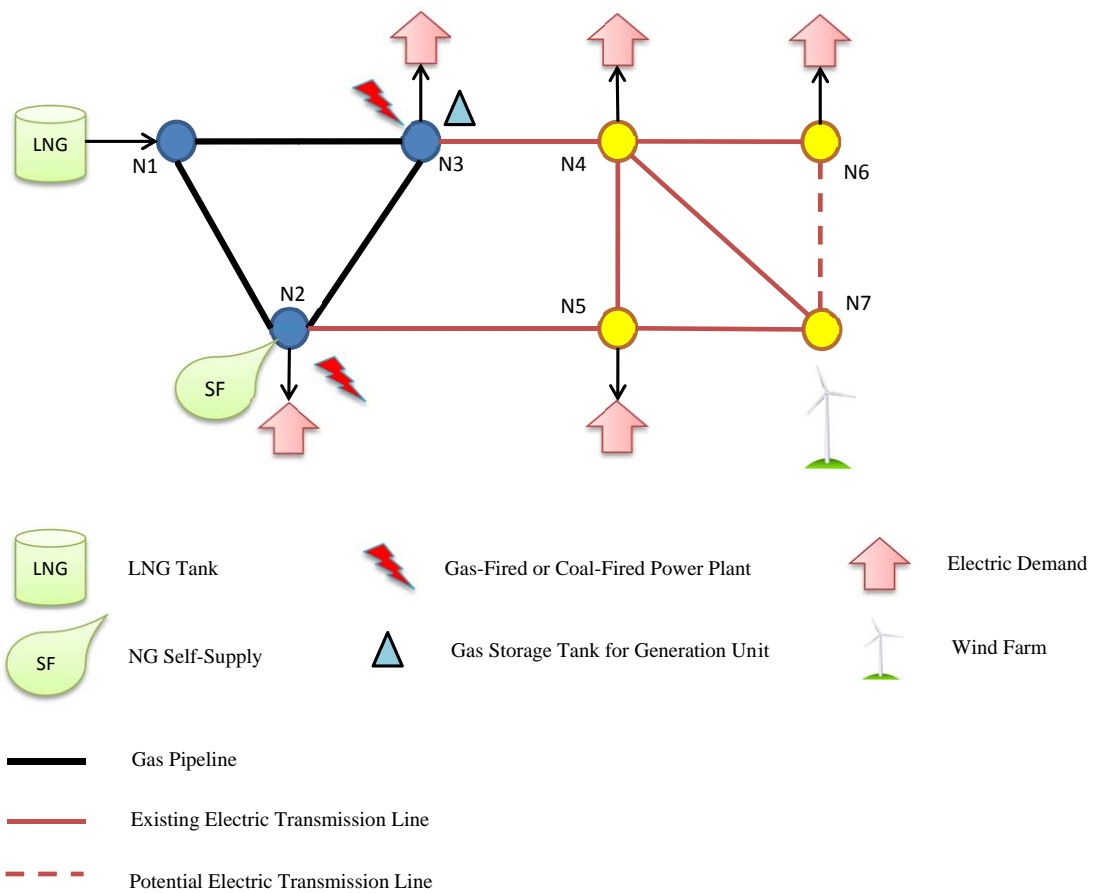 LNG
N1
N3
N4
N6
N2
N5
N7
SF
LNG
LNG Tank
Gas-Fired or Coal-Fired Power Plant
Electric Demand
SF
NG Self-Supply
Gas Storage Tank for Generation Unit
Wind Farm
Gas Pipeline
Existing Electric Transmission Line
Potential Electric Transmission Line